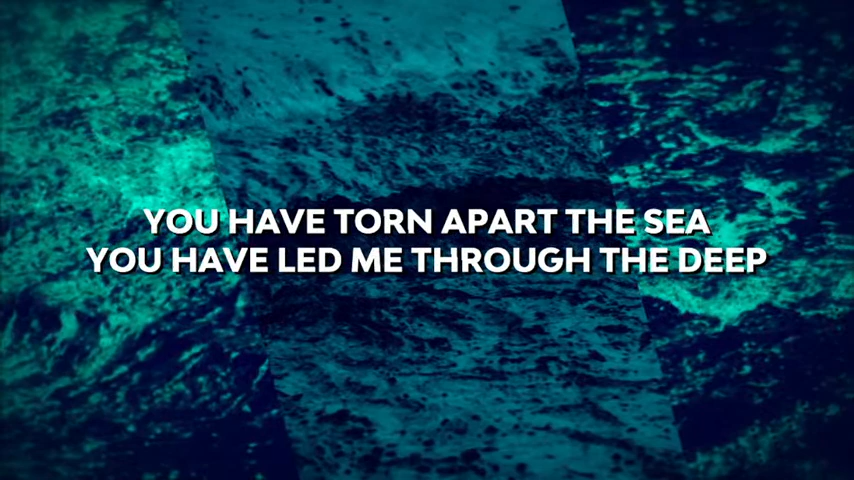 YOU HAVE TORN APART THE SEA
YOU HAVE LED ME THROUGH THE DEEP